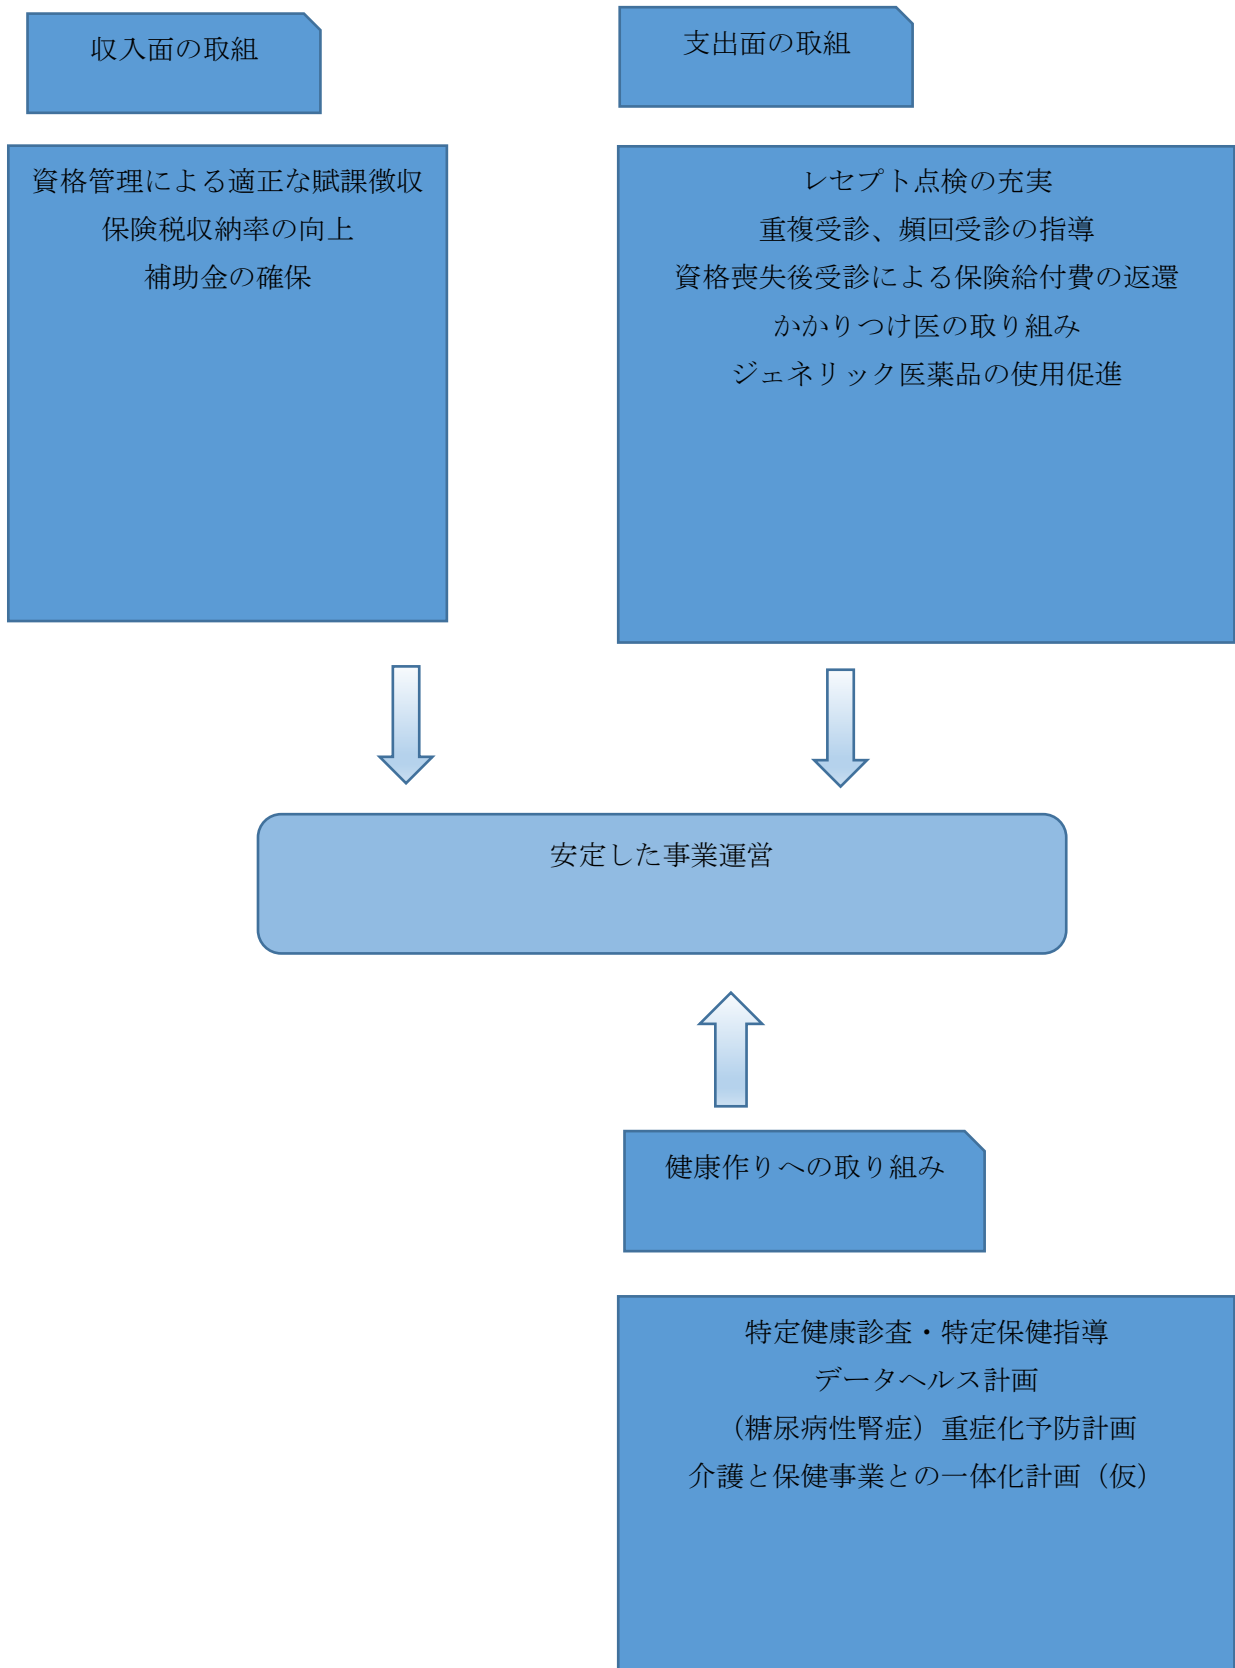 収入面の取組
資格管理による適正な賦課徴収
保険税収納率の向上
補助金の確保
支出面の取組
レセプト点検の充実
重複受診、頻回受診の指導
資格喪失後受診による保険給付費の返還
かかりつけ医の取り組み
ジェネリック医薬品の使用促進
安定した事業運営
健康作りへの取り組み
特定健康診査・特定保健指導
データヘルス計画
（糖尿病性腎症）重症化予防計画
介護と保健事業との一体化計画（仮）